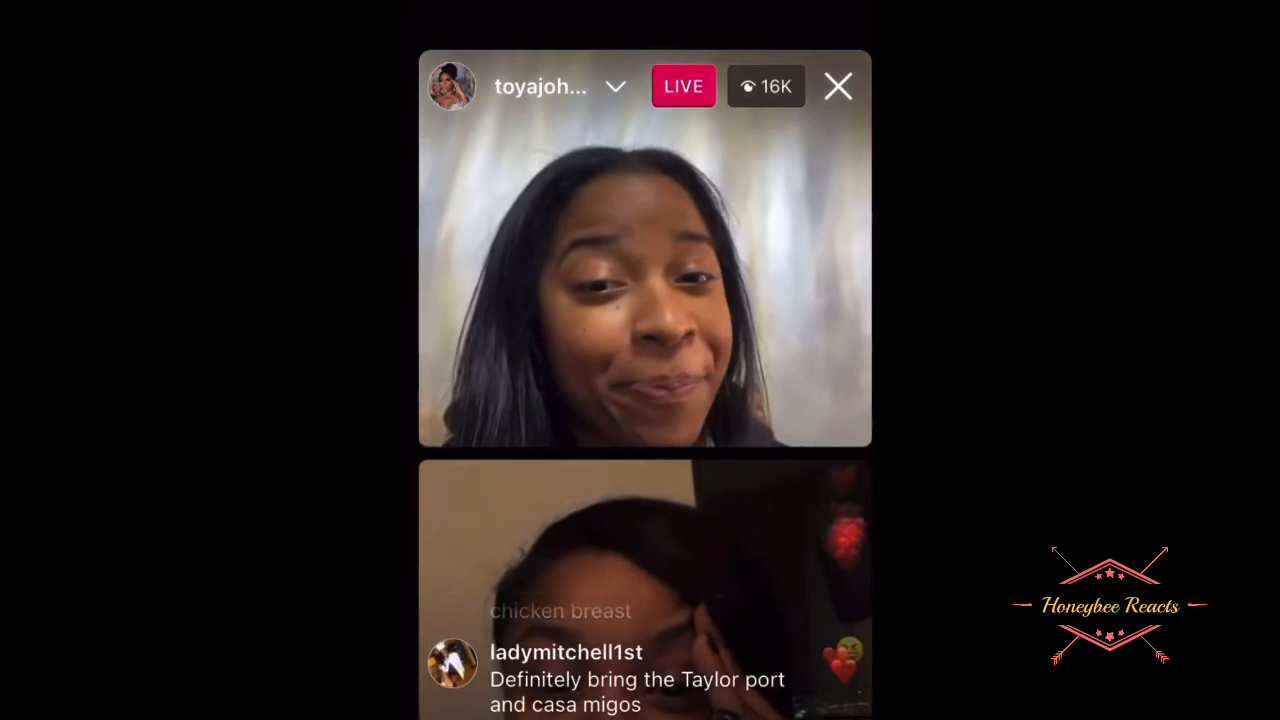 toyajoh...
LIVE
16K
chicken breast
ladymitchell1st
Definitely bring the Taylor port
and casa migos
Honeybee Reacts